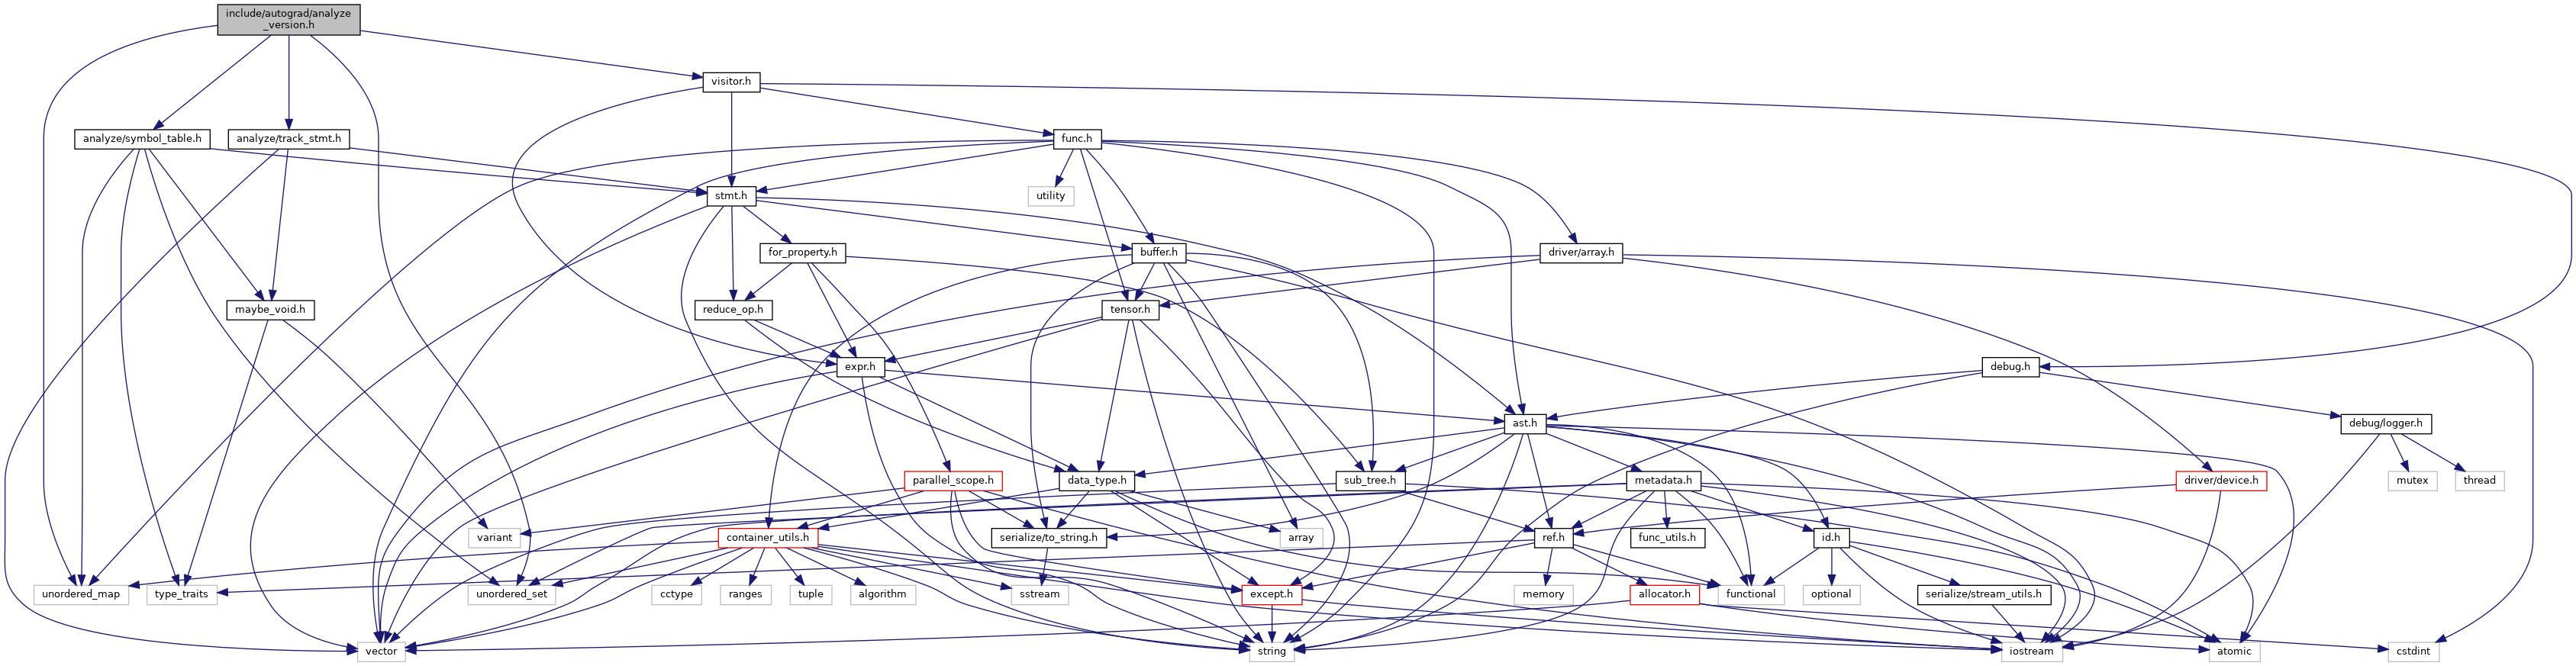 include/autograd/analyze
_version.h
visitor.h
analyze/symbol_table.h
analyze/track_stmt.h
func.h
stmt.h
utility
for_property.h
buffer.h
driver/array.h
maybe_void.h
reduce_op.h
tensor.h
expr.h
debug.h
ast.h
debug/logger.h
parallel_scope.h
data_type.h
sub_tree.h
metadata.h
driver/device.h
mutex
thread
variant
container_utils.h
serialize/to_string.h
array
ref.h
func_utils.h
id.h
unordered_map
type_traits
unordered_set
cctype
ranges
tuple
algorithm
sstream
except.h
memory
allocator.h
functional
optional
serialize/stream_utils.h
vector
string
iostream
atomic
cstdint